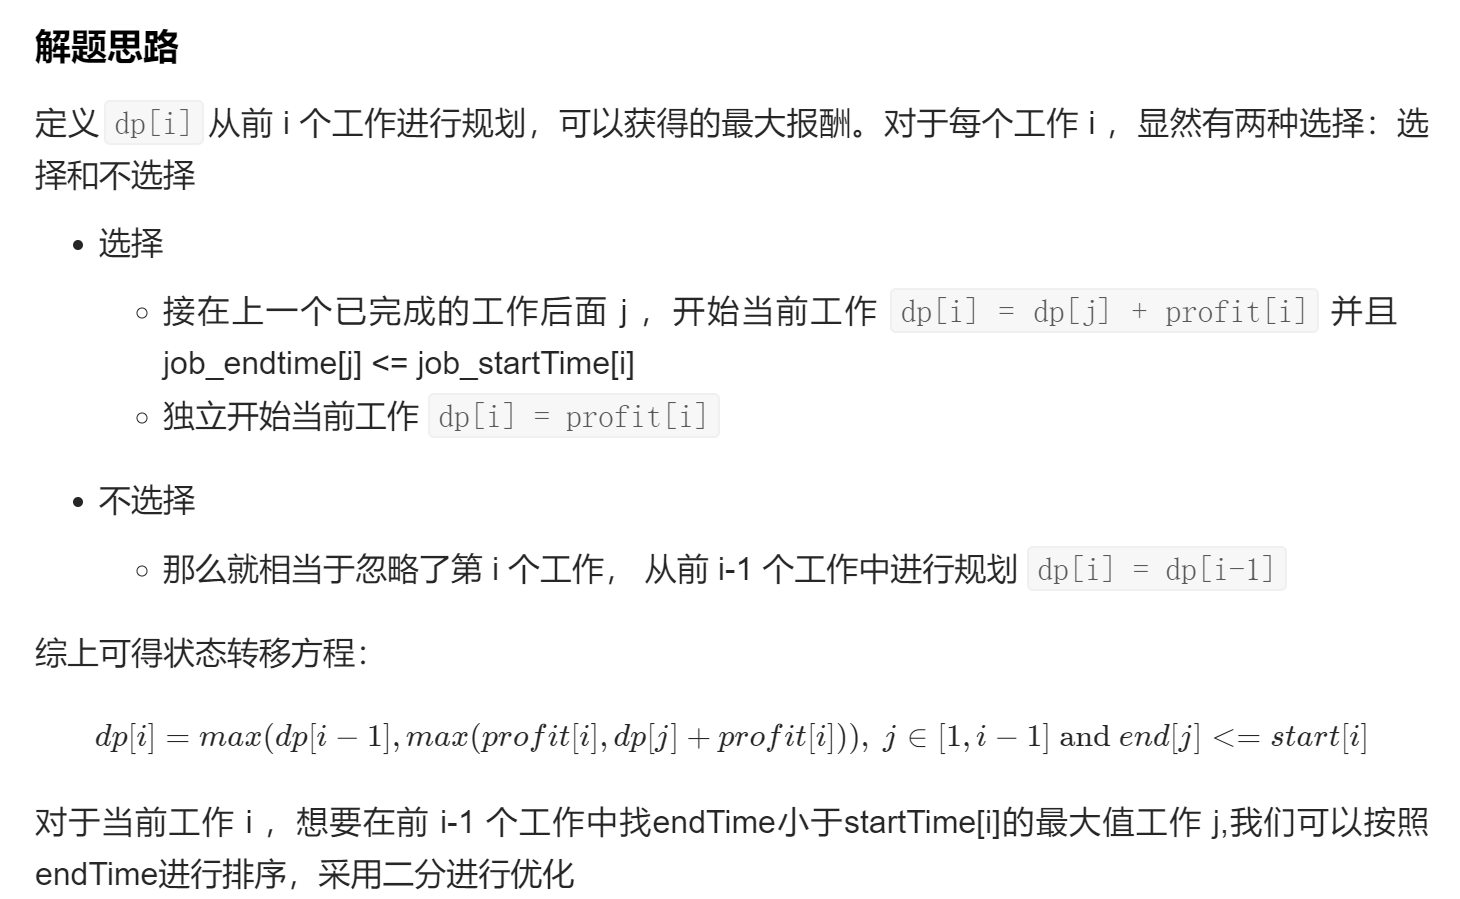 解题思路
定义 dp[i] 从前 i 个工作进行规划，可以获得的最大报酬。对于每个工作 i ，显然有两种选择：选
择和不选择
• 选择
◦ 接在上一个已完成的工作后面 j ，开始当前工作 dp[i] = dp[j] + profit[i] 并且
job_endtime[j] <= job_startTime[i]
◦ 独立开始当前工作 dp[i] = profit[i]
• 不选择
◦ 那么就相当于忽略了第 i 个工作， 从前 i-1 个工作中进行规划 dp[i] = dp[i-1]
综上可得状态转移方程：
dp[i] = max(dp[i − 1], max(profit[i], dp[j] + profit[i])), j ∈ [1, i − 1] and end[j] <= start[i]
对于当前工作 i ，想要在前 i-1 个工作中找endTime小于startTime[i]的最大值工作 j,我们可以按照
endTime进行排序，采用二分进行优化